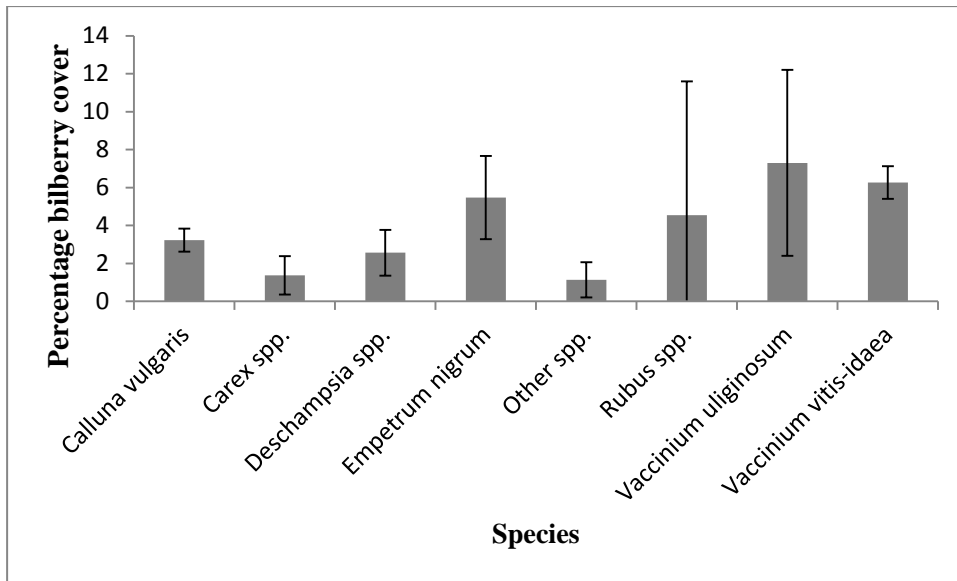 Percentage bilberry cover
14
12
10
8
6
4
2
0
Calluna vulgaris
Carex spp.
Deschampsia spp.
Empetrum nigrum
Other spp.
Rubus spp.
Vaccinium uliginosum
Vaccinium vitis-idaea
Species